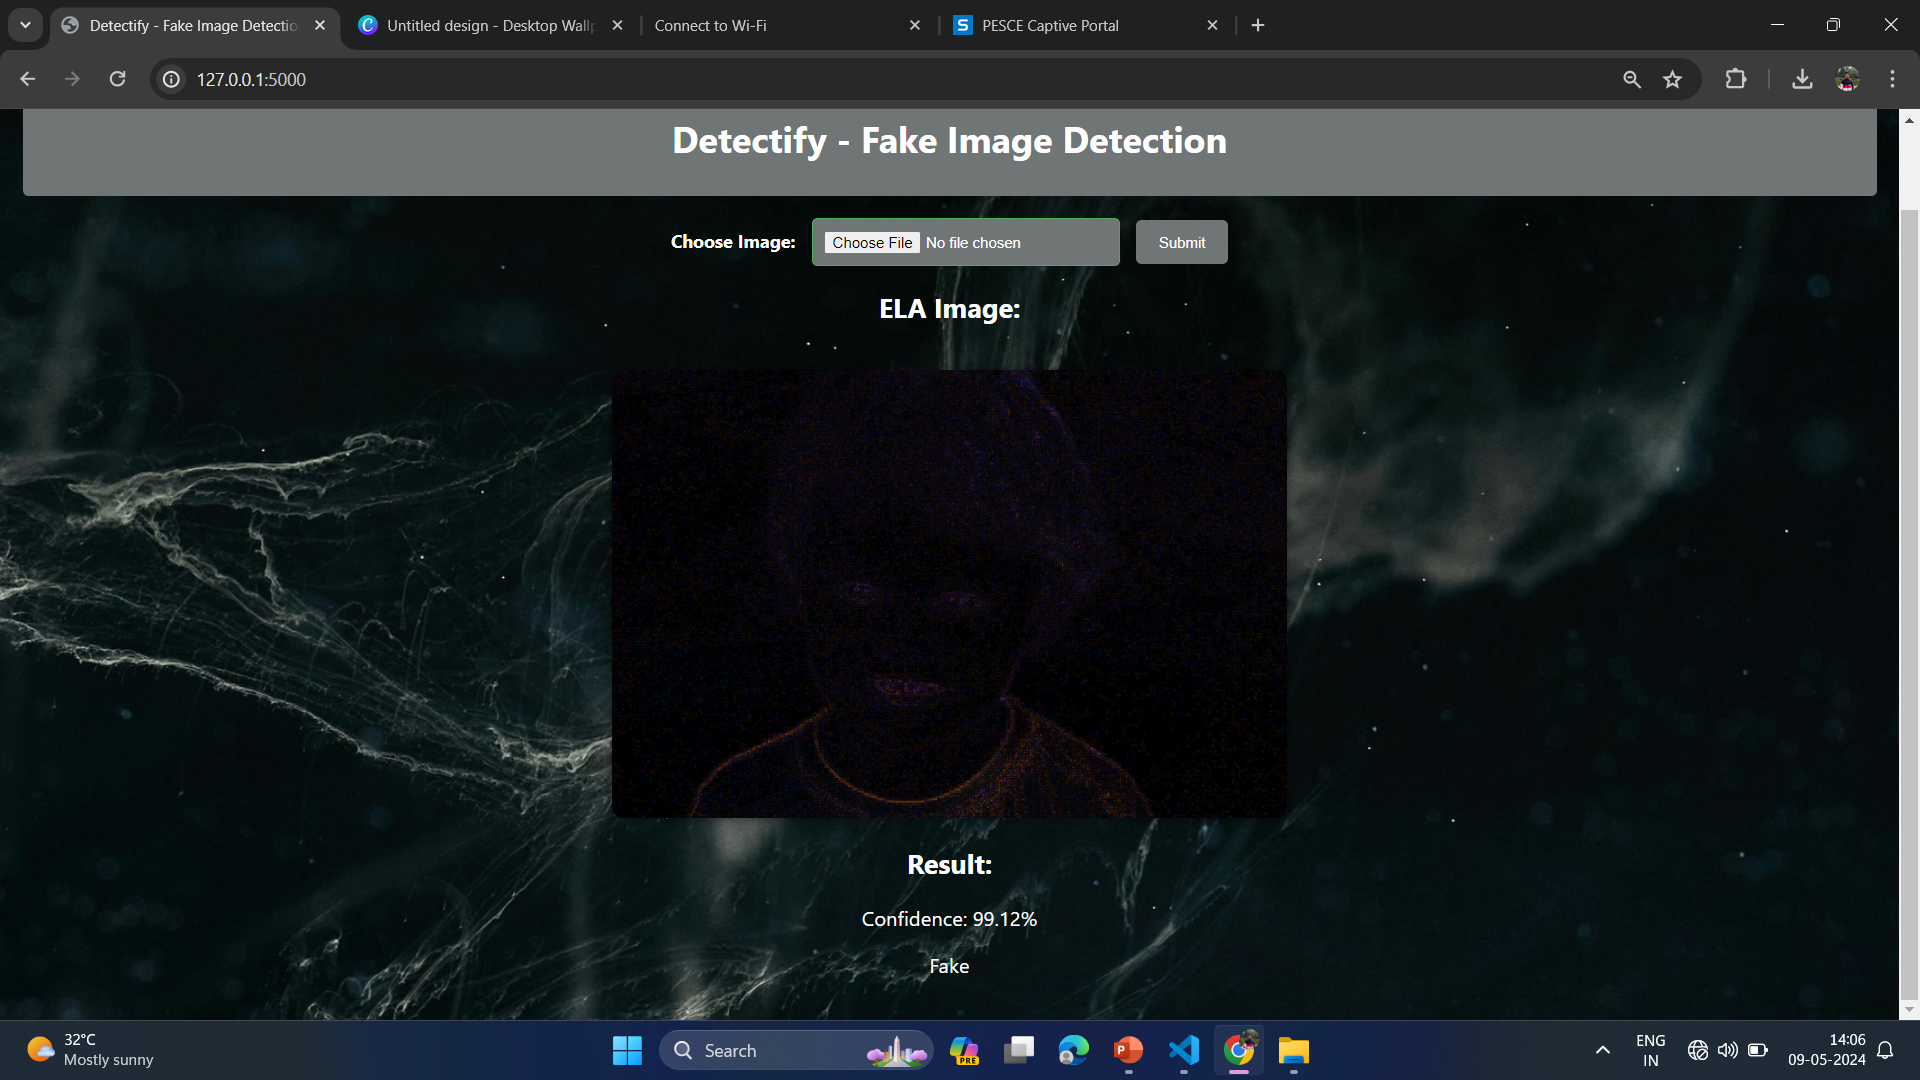 Detectify - Fake Image Detectio
Untitled design - Desktop Wallp
Connect to Wi-Fi
S PESCE Captive Portal
127.0.0.1:5000
Detectify - Fake Image Detection
Choose Image: Choose File No file chosen Submit
ELA Image:
Result:
Confidence: 99.12%
Fake
32°C
Mostly sunny
Search
PRE
ENG
IN
14:06
09-05-2024